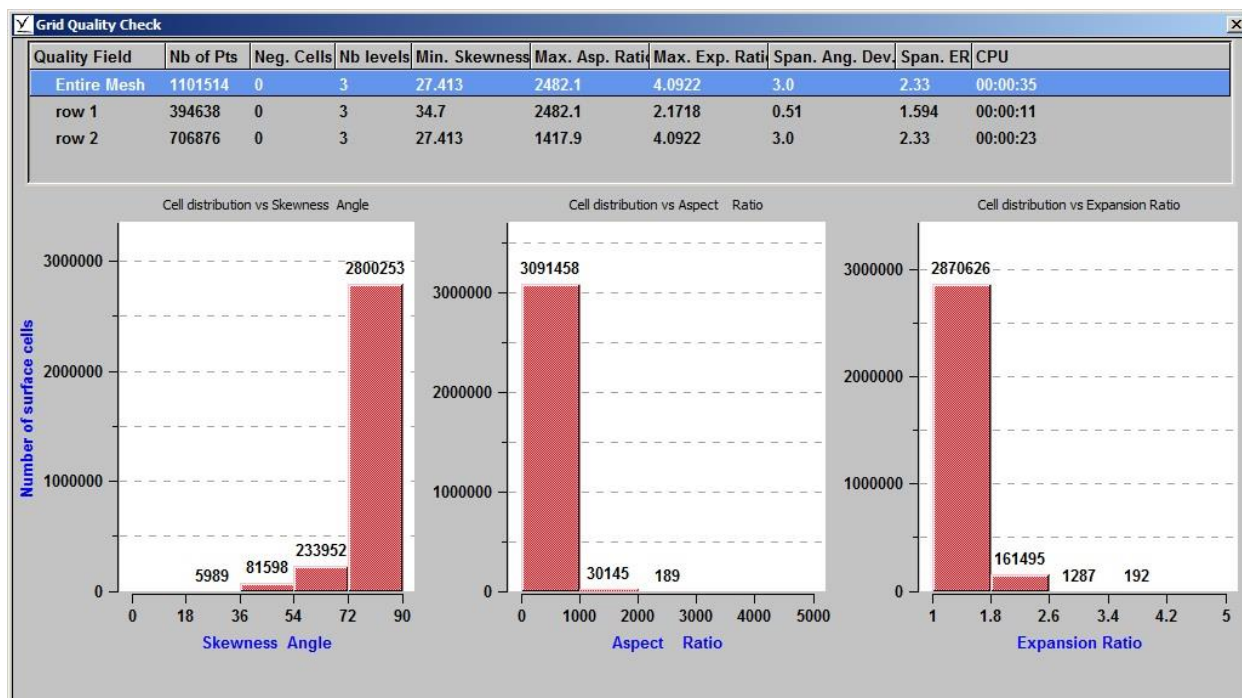 Grid Quality Check
Quality Field Nb of Pts Neg. Cells Nb levels Min. Skewness Max. Asp. Ratio Max. Exp. Ratio Span. Ang. Dev. Span. ER CPU
Entire Mesh 1101514 0 3 27.413 2482.1 4.0922 3.0 2.33 00:00:35
row 1 394638 0 3 34.7 2482.1 2.1718 0.51 1.594 00:00:11
row 2 706876 0 3 27.413 1417.9 4.0922 3.0 2.33 00:00:23
Cell distribution vs Skewness Angle
Number of surface cells
3000000
2000000
1000000
0
5989
81598
233952
2800253
0 18 36 54 72 90
Skewness Angle
Cell distribution vs Aspect Ratio
3000000
2000000
1000000
0
3091458
30145
189
0 1000 2000 3000 4000 5000
Aspect Ratio
Cell distribution vs Expansion Ratio
3000000
2000000
1000000
0
2870626
161495
1287
192
1 1.8 2.6 3.4 4.2 5
Expansion Ratio